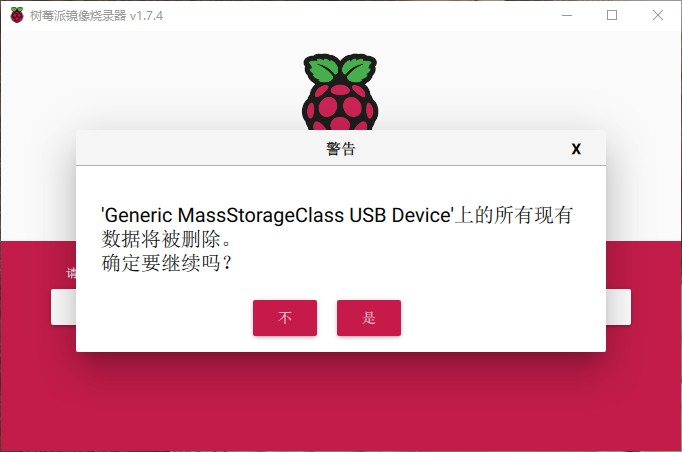 树莓派镜像烧录器 v1.7.4
警告
X
'Generic MassStorageClass USB Device'上的所有现有
数据将被删除。
确定要继续吗？
请
不
是